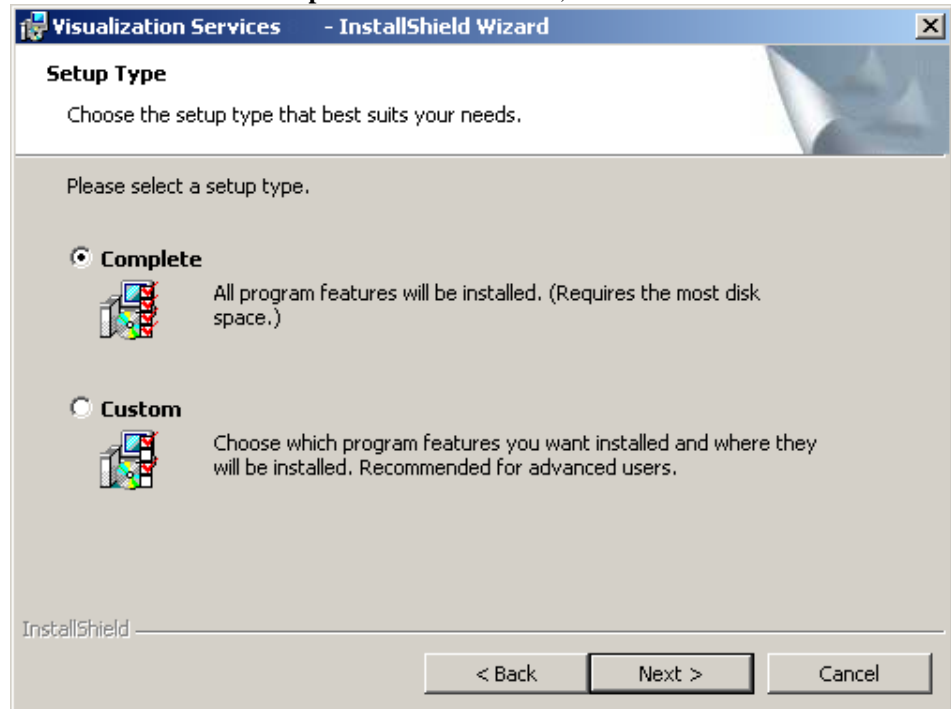 Visualization Services - InstallShield Wizard
Setup Type
Choose the setup type that best suits your needs.
Please select a setup type.
Complete
All program features will be installed. (Requires the most disk
space.)
Custom
Choose which program features you want installed and where they
will be installed. Recommended for advanced users.
InstallShield
< Back Next > Cancel